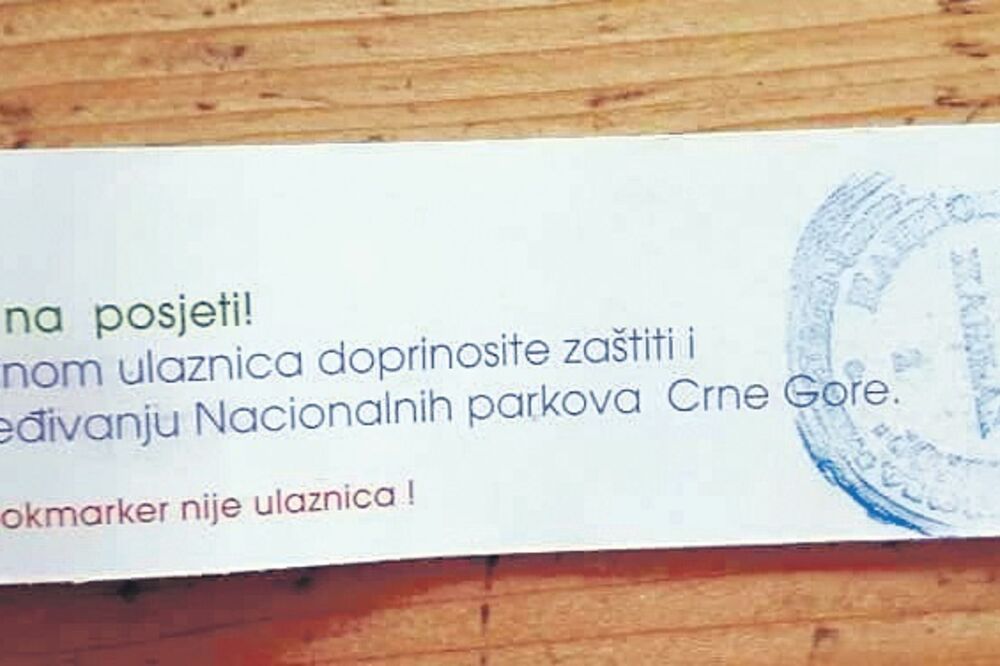 na posjeti!
nom ulaznica doprinosite zaštiti i
eđivanju Nacionalnih parkova Crne Gore.
okmarker nije ulaznica !